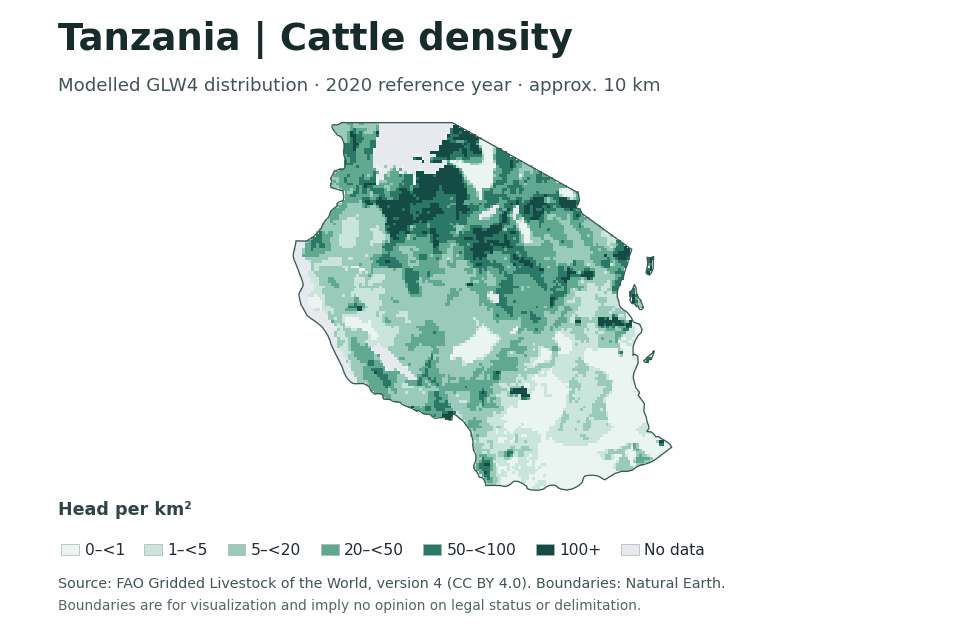 Tanzania | Cattle density
Modelled GLW4 distribution · 2020 reference year · approx. 10 km
Head per km²
0–<1 1–<5 5–<20 20–<50 50–<100 100+ No data
Source: FAO Gridded Livestock of the World, version 4 (CC BY 4.0). Boundaries: Natural Earth.
Boundaries are for visualization and imply no opinion on legal status or delimitation.